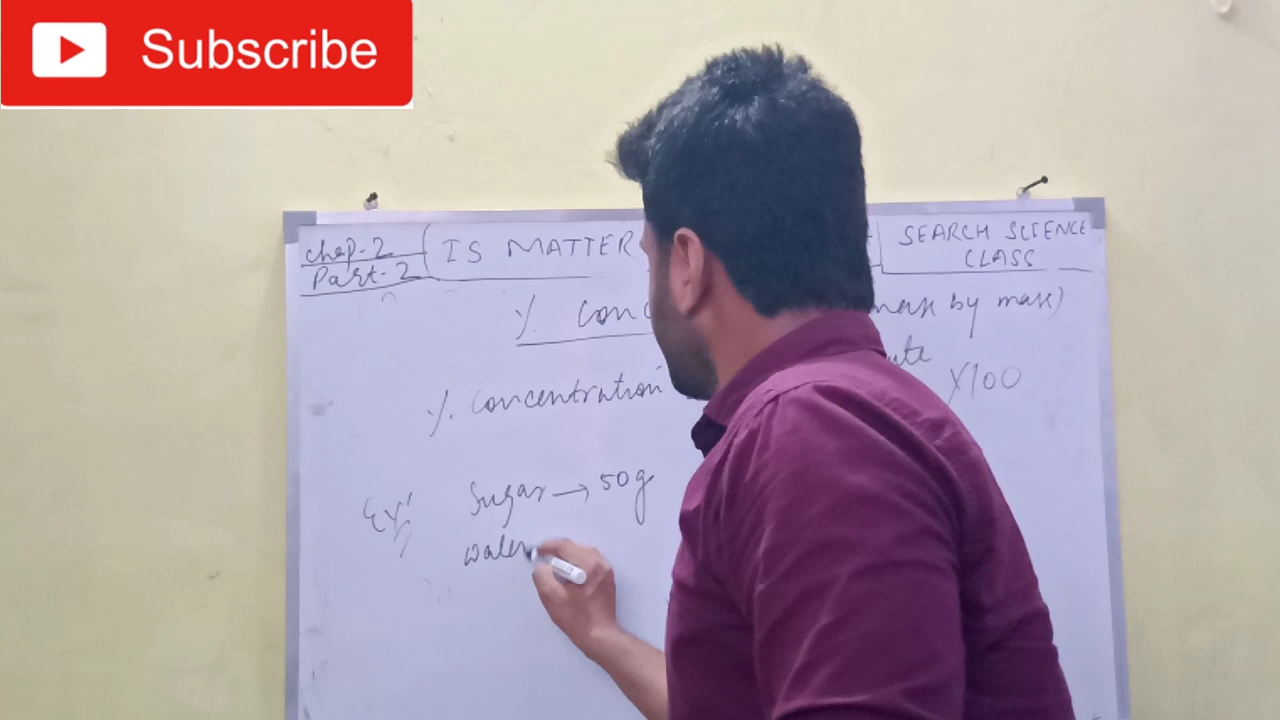 Subscribe
chap-2
Part-2
IS MATTER
SEARCH SCIENCE
CLASS
% conc mass by mass)
% concentration ute X100
Ex! Sugar → 50g
water